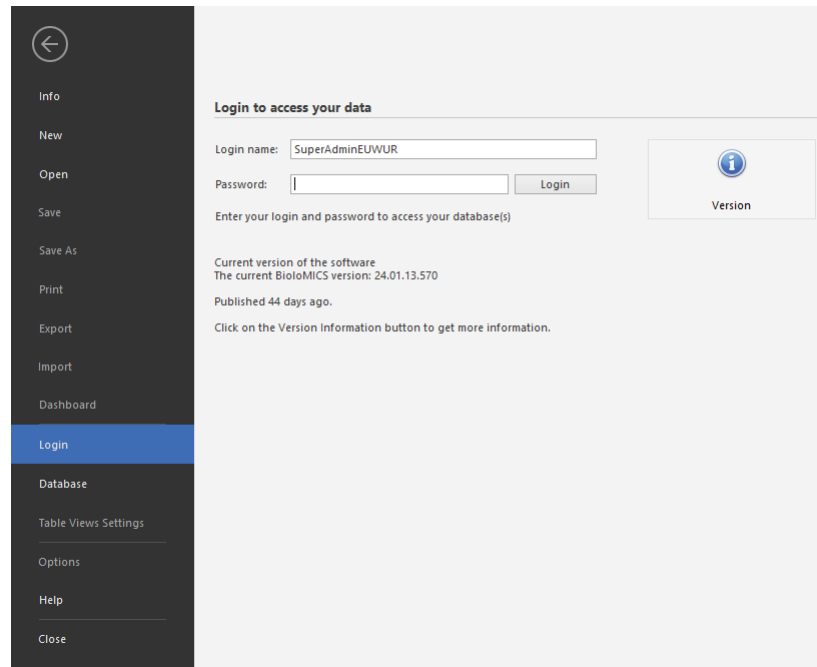 Info
New
Open
Save
Save As
Print
Export
Import
Dashboard
Login
Database
Table Views Settings
Options
Help
Close
Login to access your data
Login name: SuperAdminEUWUR
Password: Login
Enter your login and password to access your database(s)
Version
Current version of the software
The current BioloMICS version: 24.01.13.570
Published 44 days ago.
Click on the Version Information button to get more information.